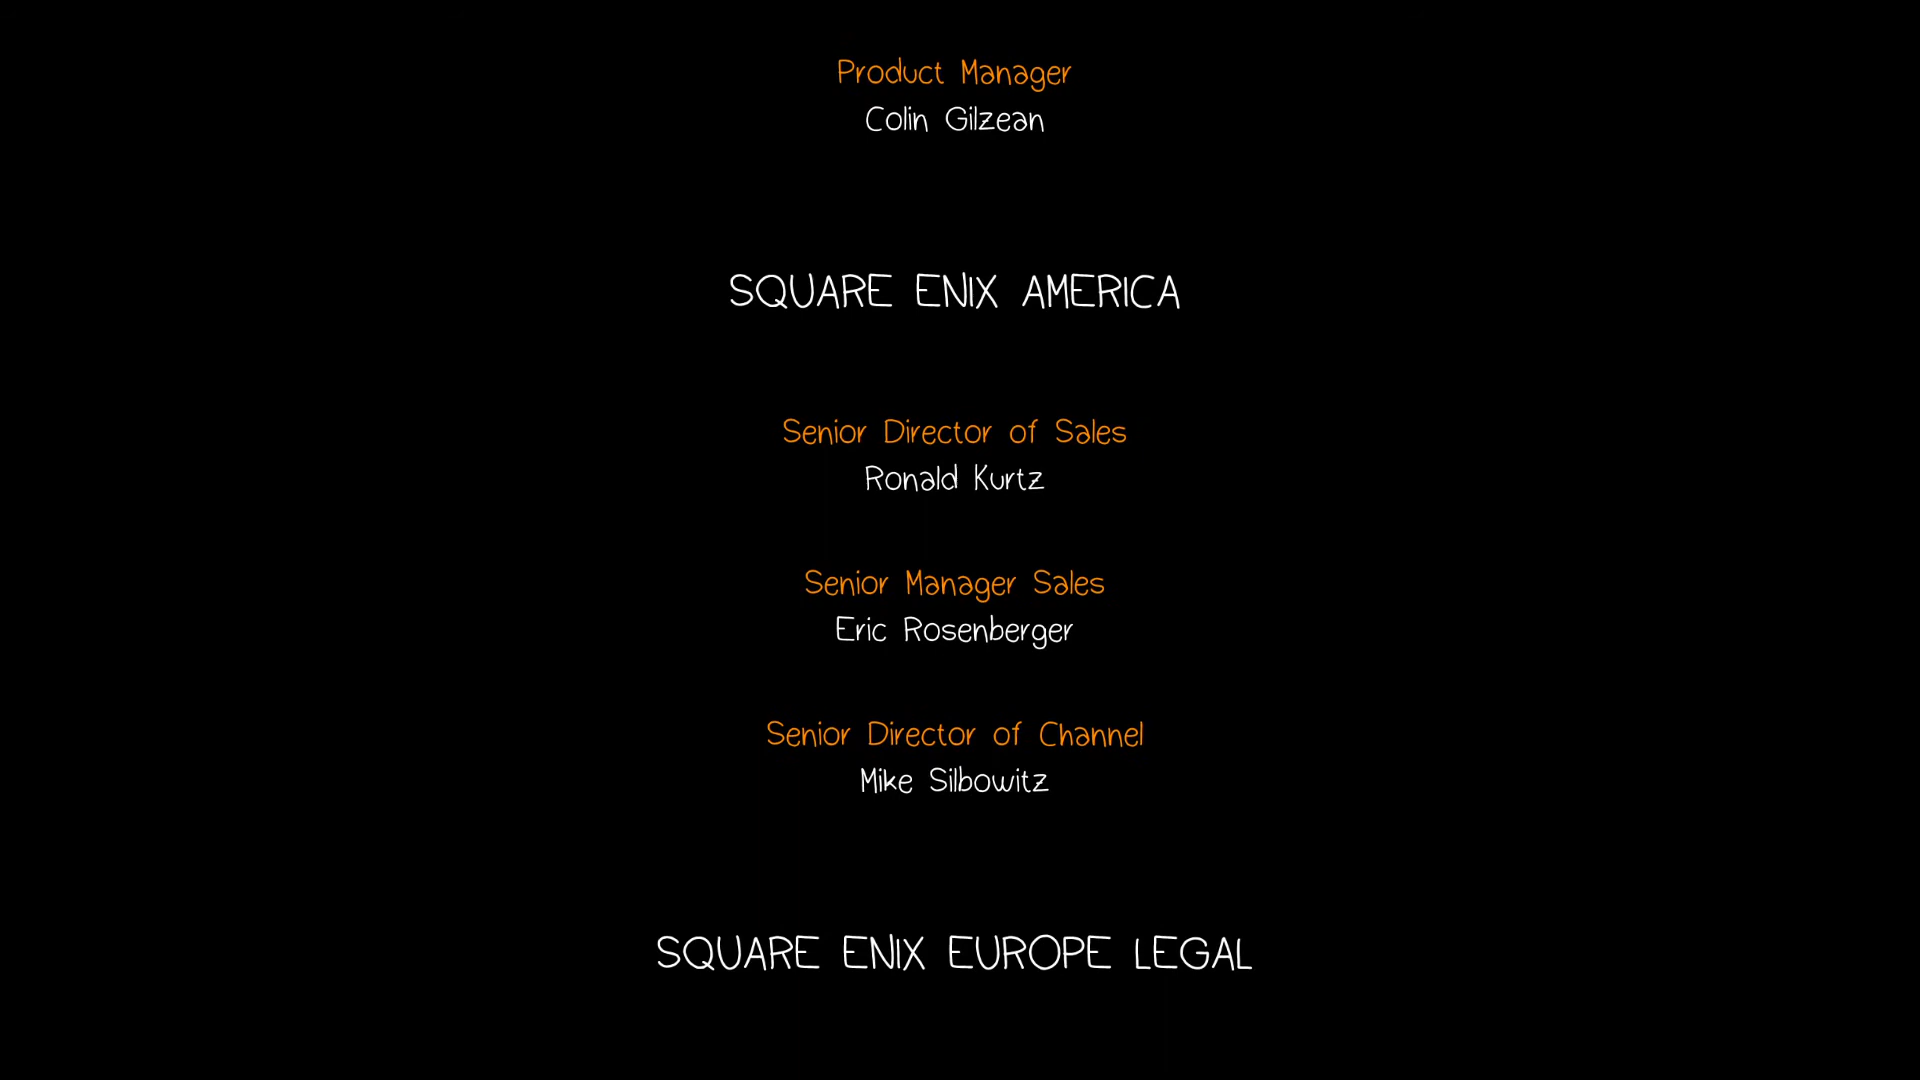 Product Manager
Colin Gilzean
SQUARE ENIX AMERICA
Senior Director of Sales
Ronald Kurtz
Senior Manager Sales
Eric Rosenberger
Senior Director of Channel
Mike Silbowitz
SQUARE ENIX EUROPE LEGAL